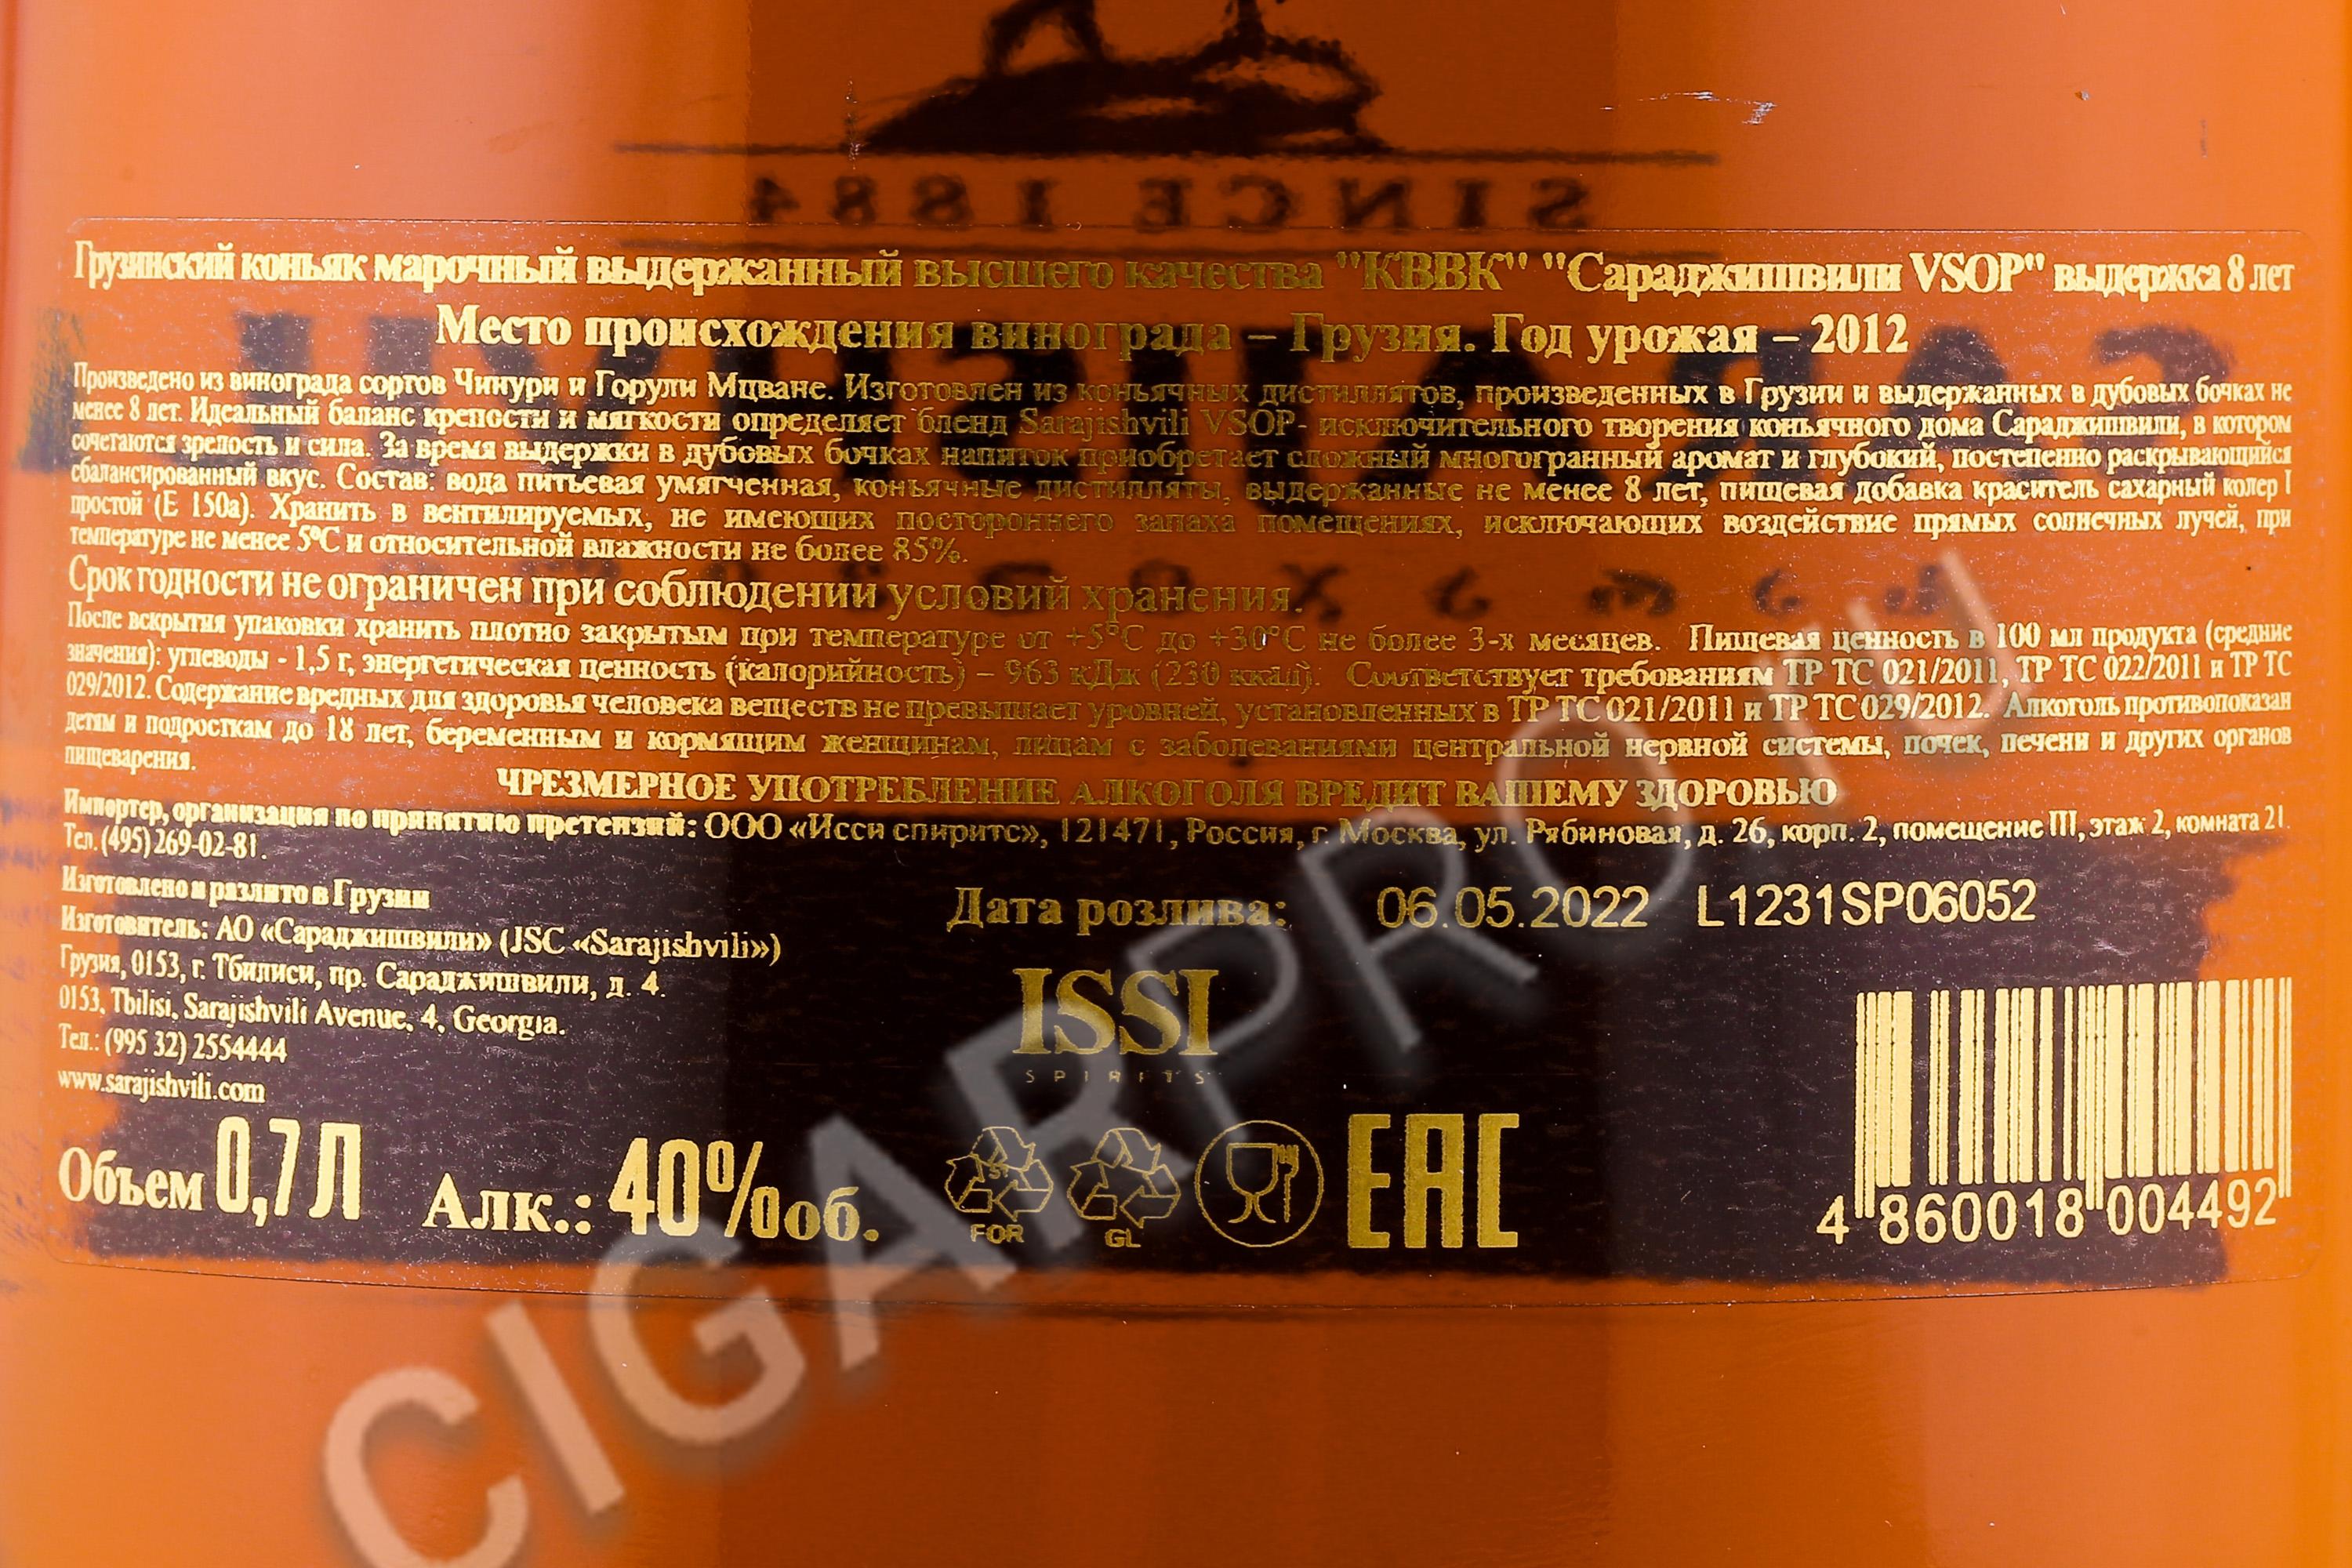 SINCE 1884
Грузинский коньяк марочный выдержанный высшего качества "КВВК" "Сараджишвили VSOP" выдержка 8 лет
Место происхождения винограда – Грузия. Год урожая – 2012
Произведено из винограда сортов Чинури и Горули Мцване. Изготовлен из коньячных дистиллятов, произведенных в Грузии и выдержанных в дубовых бочках не
менее 8 лет. Идеальный баланс крепости и мягкости определяет бленд Sarajishvili VSOP- исключительного творения коньячного дома Сараджишвили, в котором
сочетаются зрелость и сила. За время выдержки в дубовых бочках напиток приобретает сложный многогранный аромат и глубокий, постепенно раскрывающийся
сбалансированный вкус. Состав: вода питьевая умягченная, коньячные дистилляты, выдержанные не менее 8 лет, пищевая добавка краситель сахарный колер I
простой (Е 150а). Хранить в вентилируемых, не имеющих постороннего запаха помещениях, исключающих воздействие прямых солнечных лучей, при
температуре не менее 5°С и относительной влажности не более 85%.
Срок годности не ограничен при соблюдении условий хранения.
После вскрытия упаковки хранить плотно закрытым при температуре от +5°С до +30°С не более 3-х месяцев. Пищевая ценность в 100 мл продукта (средние
значения): углеводы - 1,5 г, энергетическая ценность (калорийность) – 963 кДж (230 ккал). Соответствует требованиям ТР ТС 021/2011, ТР ТС 022/2011 и ТР ТС
029/2012. Содержание вредных для здоровья человека веществ не превышает уровней, установленных в ТР ТС 021/2011 и ТР ТС 029/2012. Алкоголь противопоказан
детям и подросткам до 18 лет, беременным и кормящим женщинам, лицам с заболеваниями центральной нервной системы, почек, печени и других органов
пищеварения.
ЧРЕЗМЕРНОЕ УПОТРЕБЛЕНИЕ АЛКОГОЛЯ ВРЕДИТ ВАШЕМУ ЗДОРОВЬЮ
Импортер, организация по принятию претензий: ООО «Исси спиритс», 121471, Россия, г. Москва, ул. Рябиновая, д. 26, корп. 2, помещение III, этаж 2, комната 21
Тел. (495) 269-02-81.
Изготовлено и разлито в Грузии
Изготовитель: АО «Сараджишвили» (JSC «Sarajishvili»)
Грузия, 0153, г. Тбилиси, пр. Сараджишвили, д. 4.
0153, Tbilisi, Sarajishvili Avenue, 4, Georgia.
Тел.: (995 32) 2554444
www.sarajishvili.com
Дата розлива: 06.05.2022 L1231SP06052
ISSI
SPIRITS
Объем 0,7Л Алк.: 40%об.
51
FOR
GL
EAC
4 860018 004492
CIGARPRO.ru
SARAJISHVILI